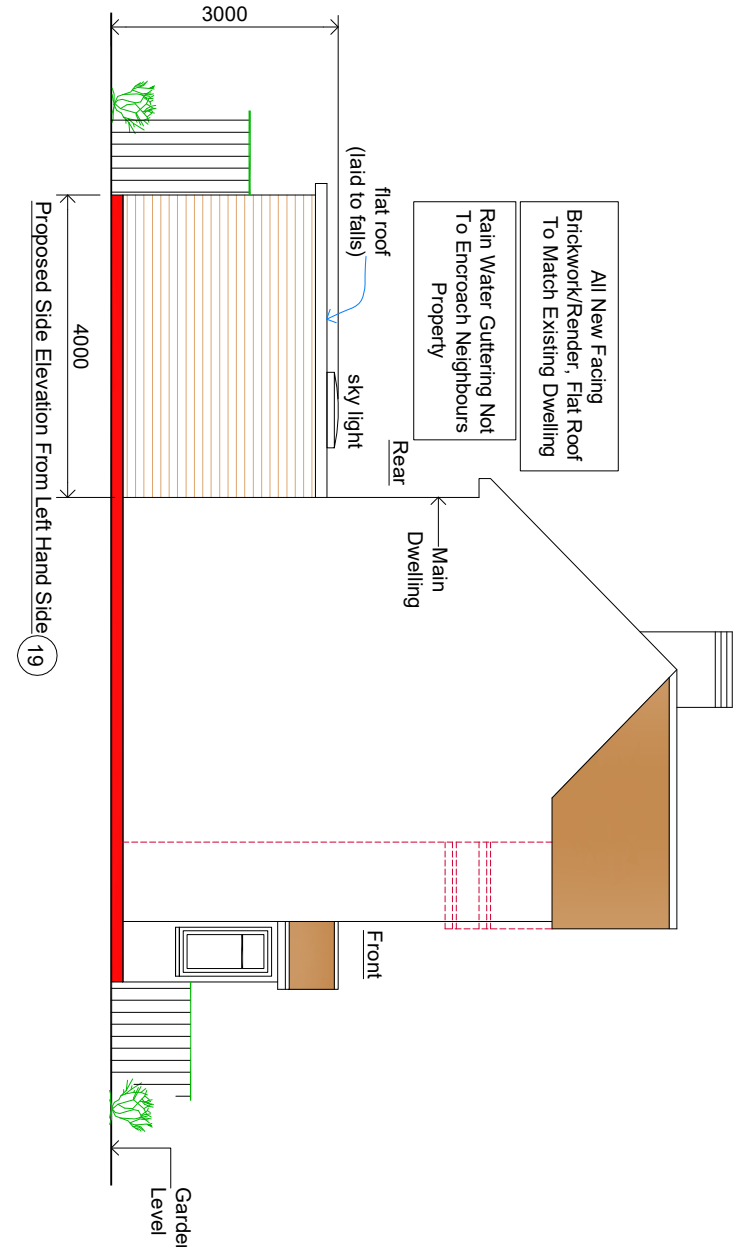 3000
flat roof
(laid to falls)
sky light
All New Facing
Brickwork/Render, Flat Roof
To Match Existing Dwelling
Rain Water Guttering Not
To Encroach Neighbours
Property
Rear
Main
Dwelling
Front
4000
Garden
Level
Proposed Side Elevation From Left Hand Side 19